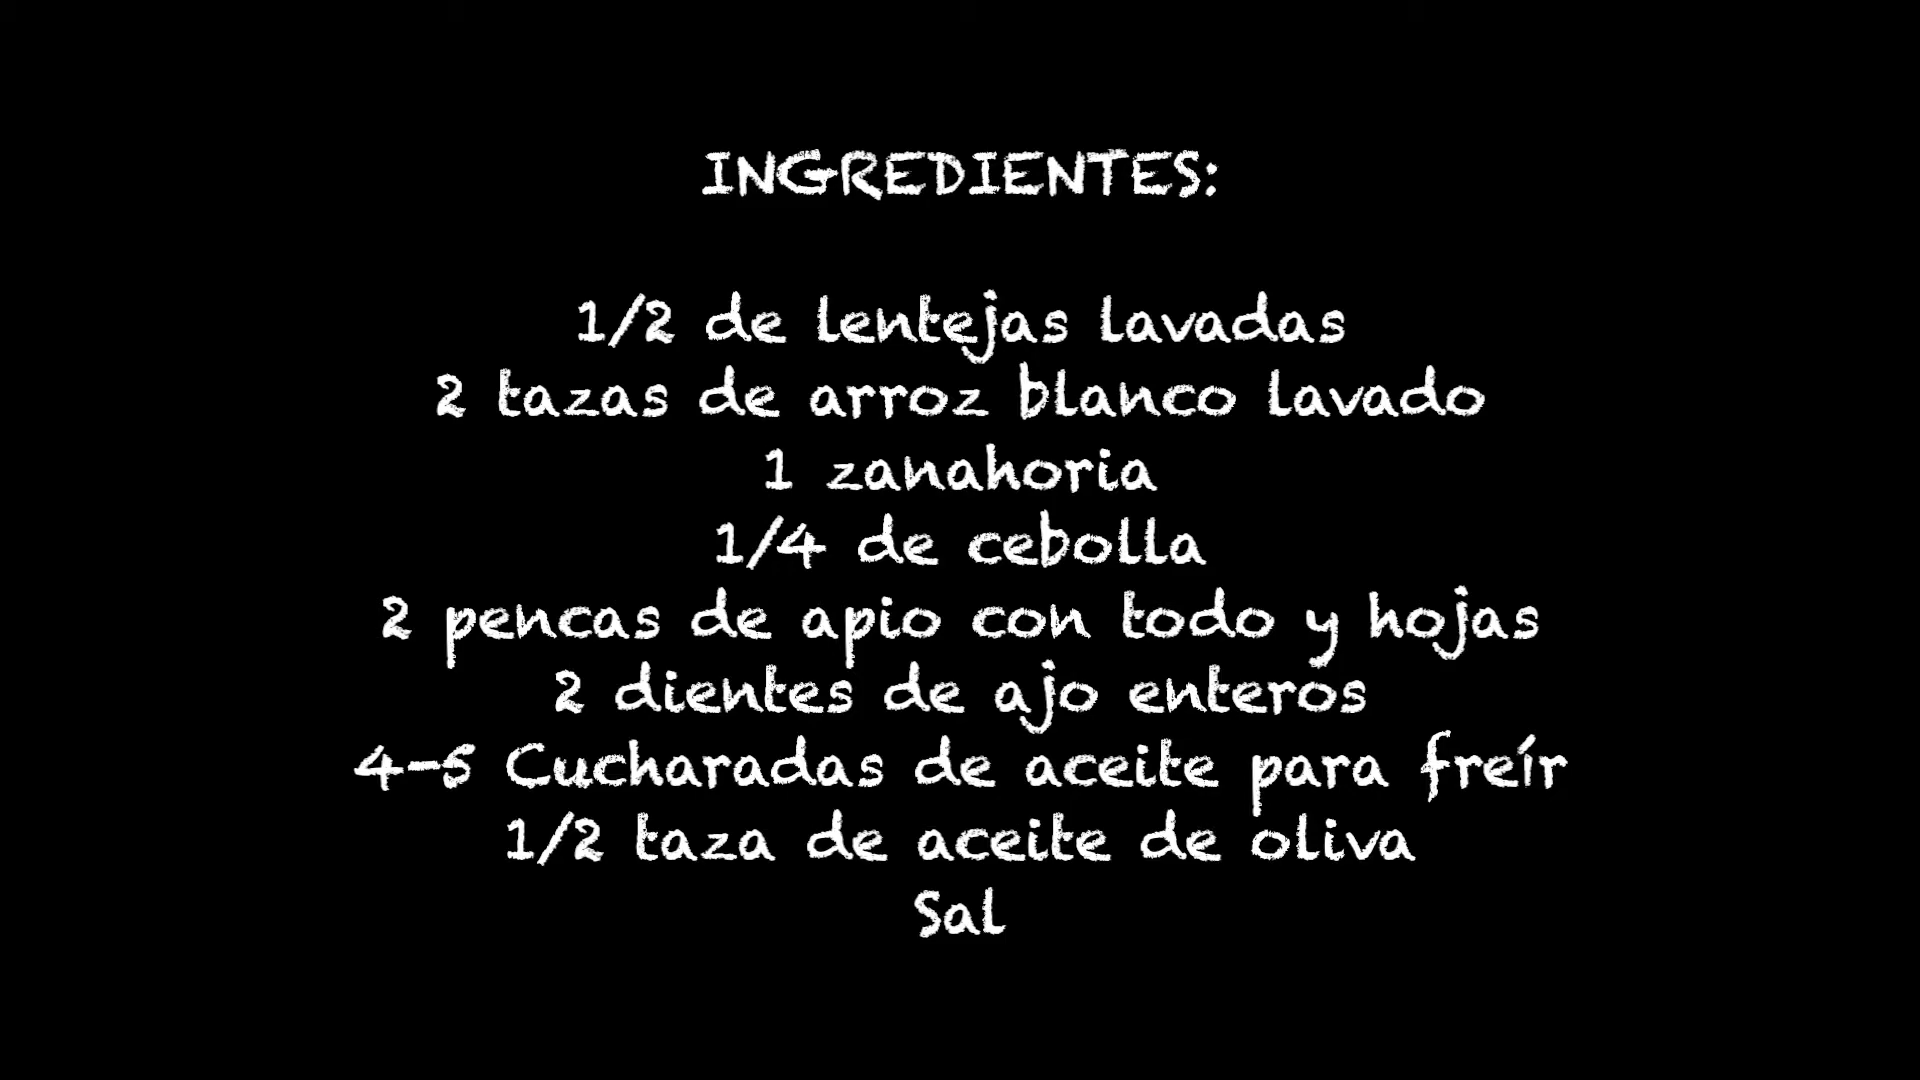 INGREDIENTES:
1/2 de lentejas lavadas
2 tazas de arroz blanco lavado
1 zanahoria
1/4 de cebolla
2 pencas de apio con todo y hojas
2 dientes de ajo enteros
4-5 Cucharadas de aceite para freír
1/2 taza de aceite de oliva
Sal